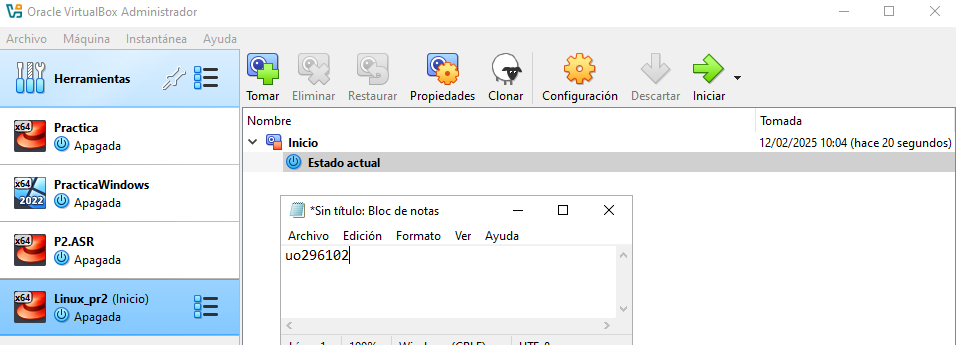 Oracle VirtualBox Administrador
Archivo Máquina Instantánea Ayuda
Herramientas
Tomar Eliminar Restaurar Propiedades Clonar Configuración Descartar Iniciar
Nombre Tomada
x64 Practica
Apagada
Inicio 12/02/2025 10:04 (hace 20 segundos)
Estado actual
x64 PracticaWindows
2022 Apagada
x64 P2.ASR
Apagada
x64 Linux_pr2 (Inicio)
Apagada
*Sin título: Bloc de notas
Archivo Edición Formato Ver Ayuda
uo296102
100%